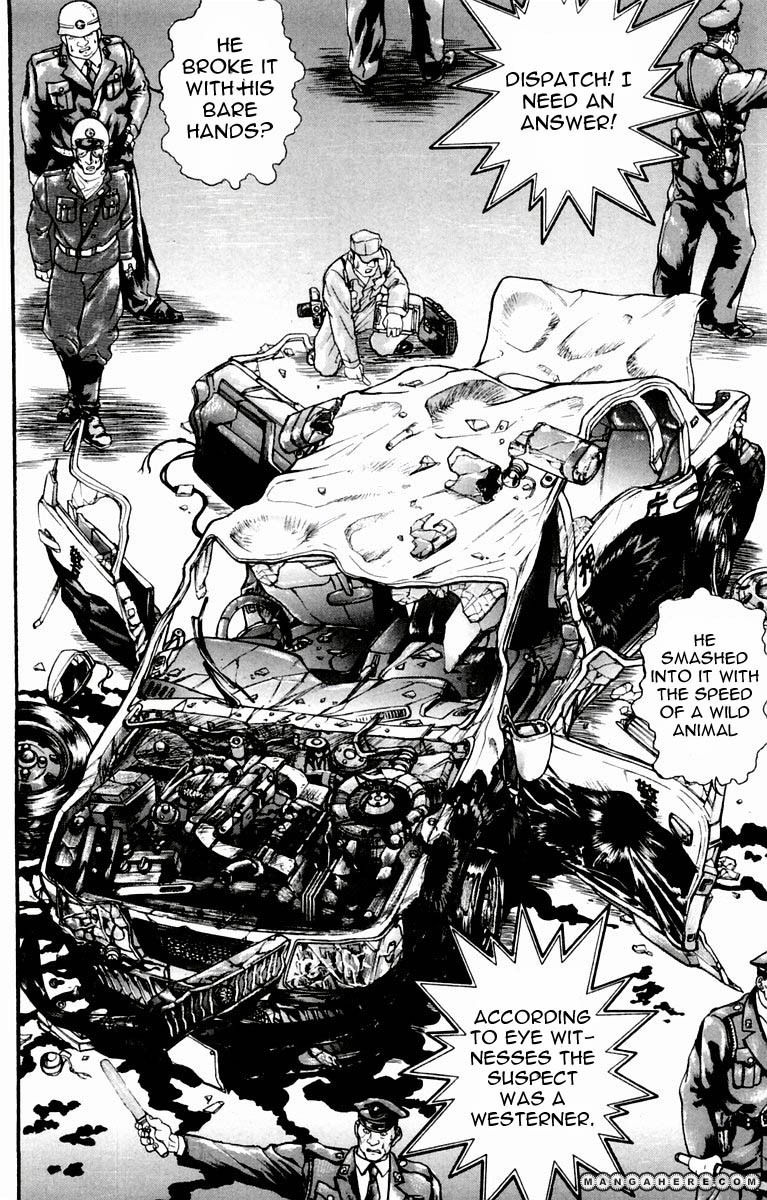 HE
BROKE IT
WITH HIS
BARE
HANDS?
DISPATCH! I
NEED AN
ANSWER!
HE
SMASHED
INTO IT WITH
THE SPEED
OF A WILD
ANIMAL
ACCORDING
TO EYE WIT-
NESSES THE
SUSPECT
WAS A
WESTERNER.
MANGAHERE.COM